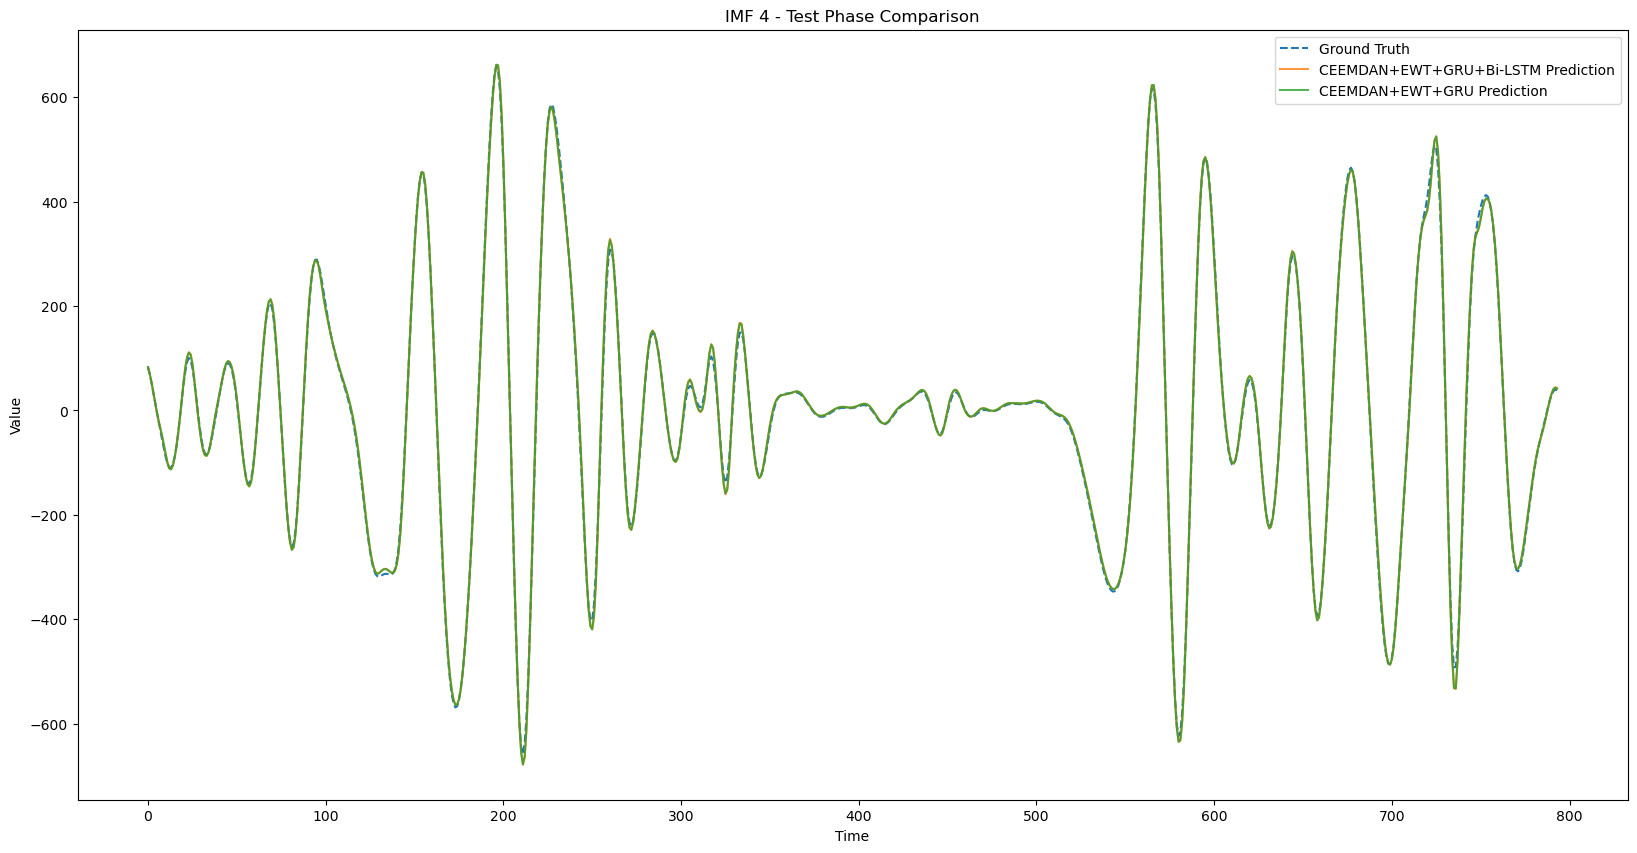 IMF 4 - Test Phase Comparison
Ground Truth
CEEMDAN+EWT+GRU+Bi-LSTM Prediction
CEEMDAN+EWT+GRU Prediction
600
400
200
0
−200
−400
−600
Value
0 100 200 300 400 500 600 700 800
Time